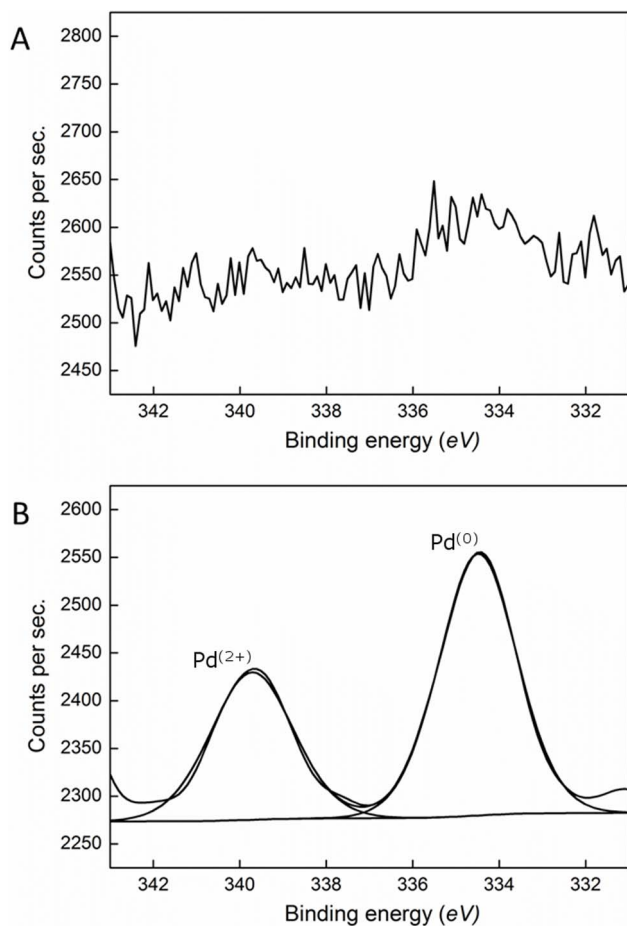 A
Counts per sec.
2800
2750
2700
2650
2600
2550
2500
2450
342 340 338 336 334 332
Binding energy (eV)
B
Counts per sec.
2600
2550
2500
2450
2400
2350
2300
2250
Pd(0)
Pd(2+)
342 340 338 336 334 332
Binding energy (eV)